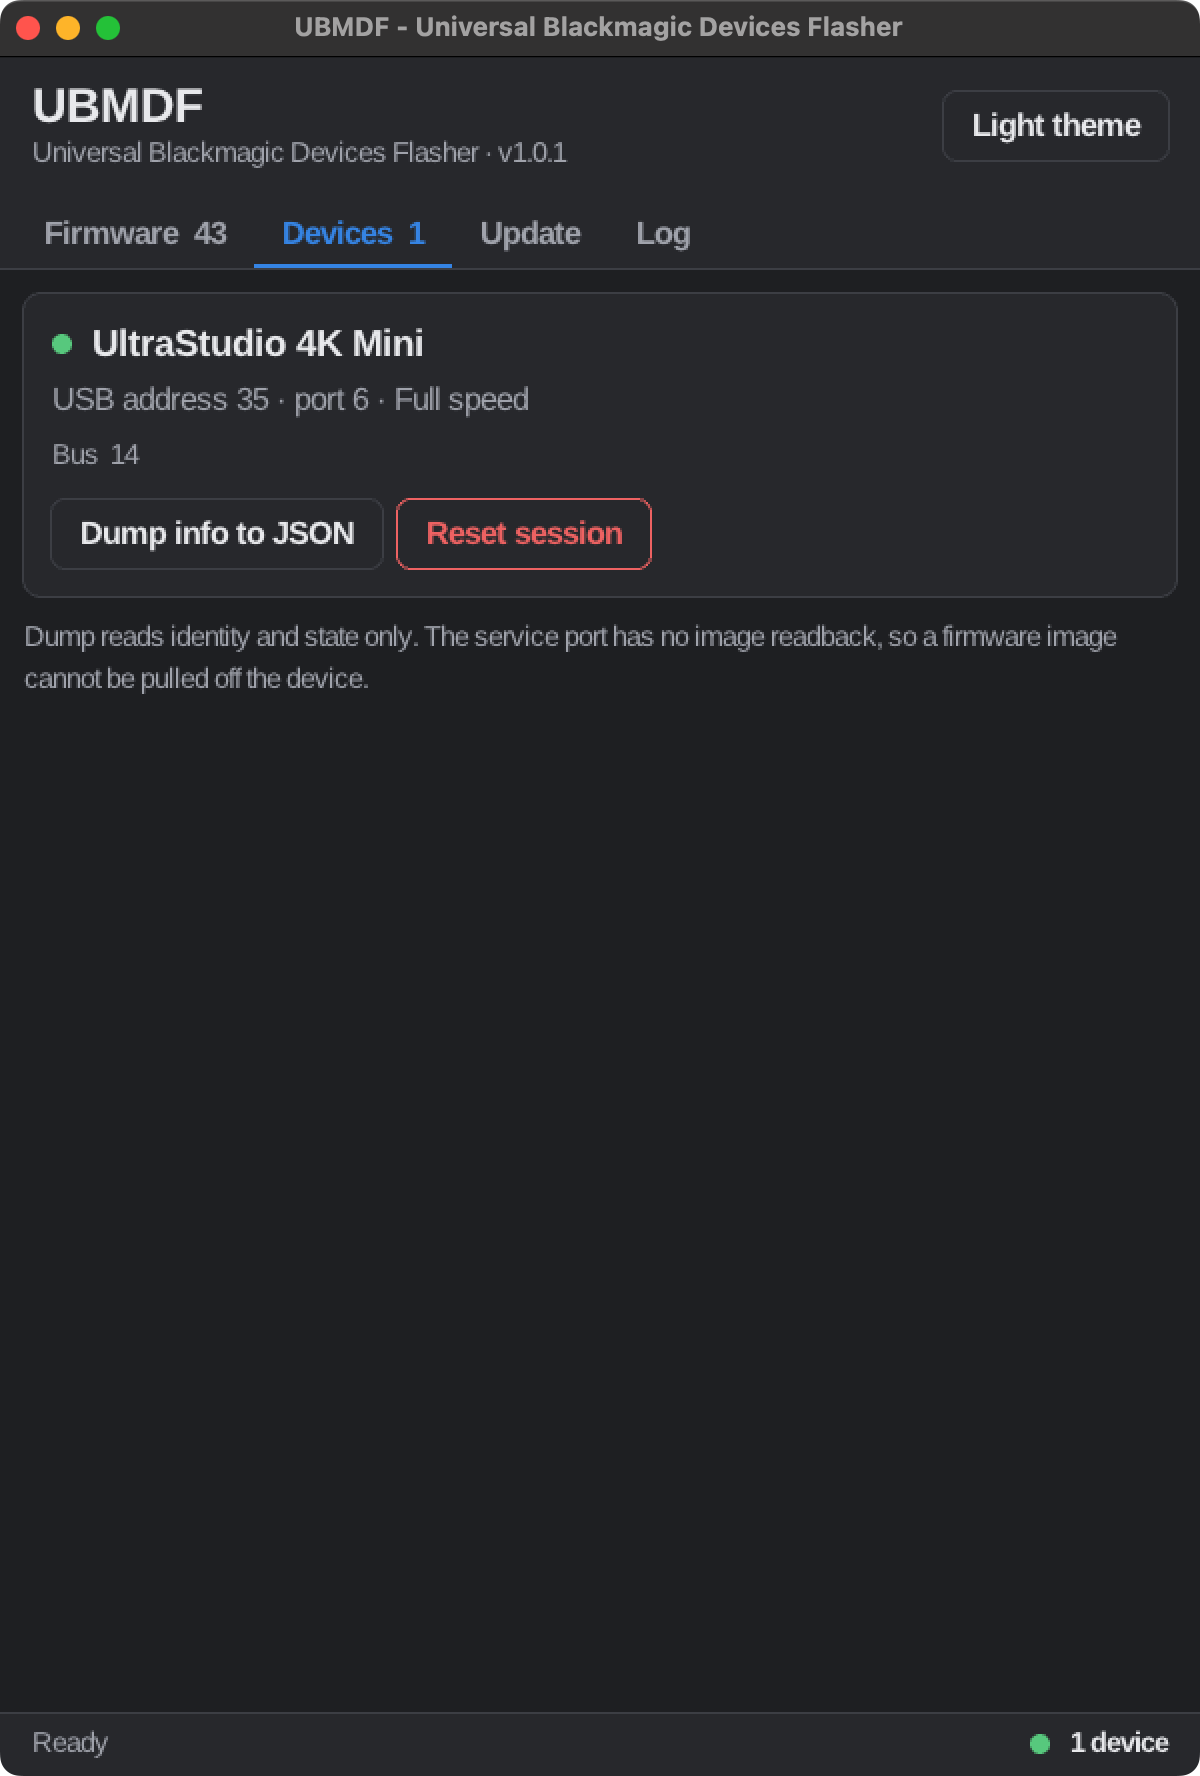 UBMDF - Universal Blackmagic Devices Flasher
UBMDF
Universal Blackmagic Devices Flasher · v1.0.1
Light theme
Firmware 43 Devices 1 Update Log
UltraStudio 4K Mini
USB address 35 · port 6 · Full speed
Bus 14
Dump info to JSON Reset session
Dump reads identity and state only. The service port has no image readback, so a firmware image
cannot be pulled off the device.
Ready 1 device